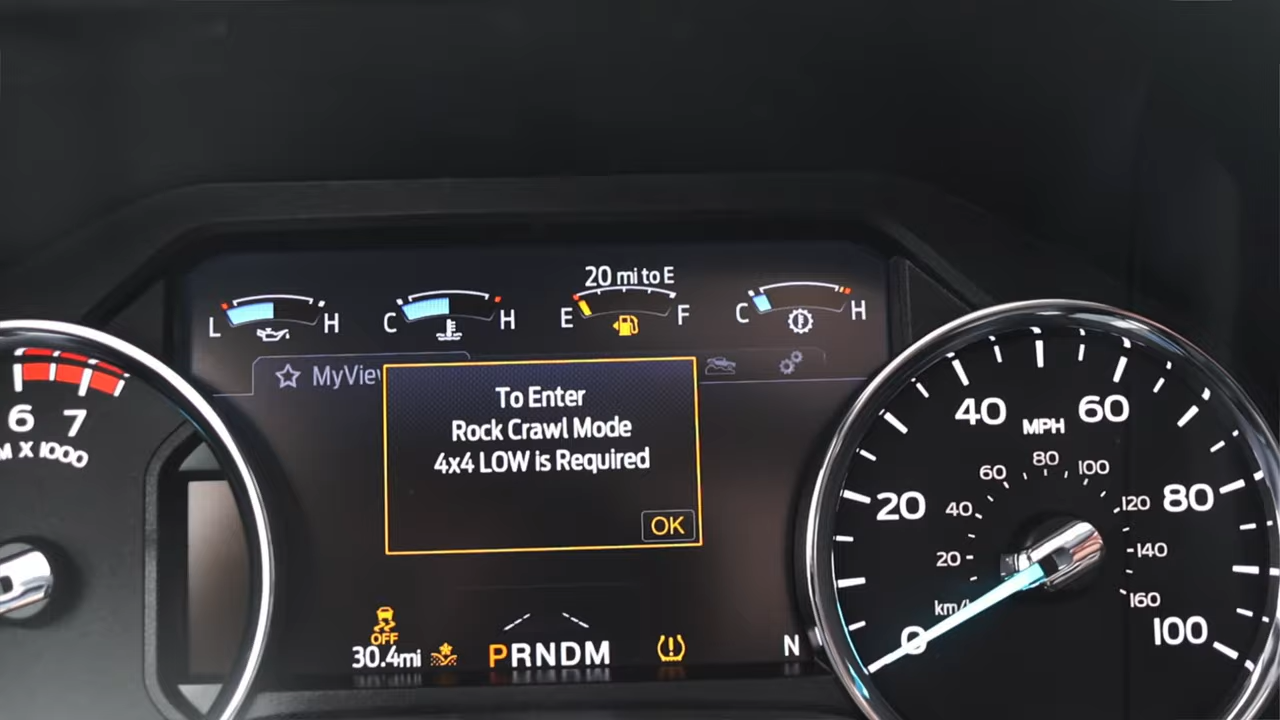 20 mi to E
L H
C H
E F
C H
MyView
To Enter
Rock Crawl Mode
4x4 LOW is Required
OK
OFF
30.4mi
PRNDM
N
6 7
M X 1000
0 20 40 60 80 100
MPH
20 40 60 80 100 120 140 160
km/